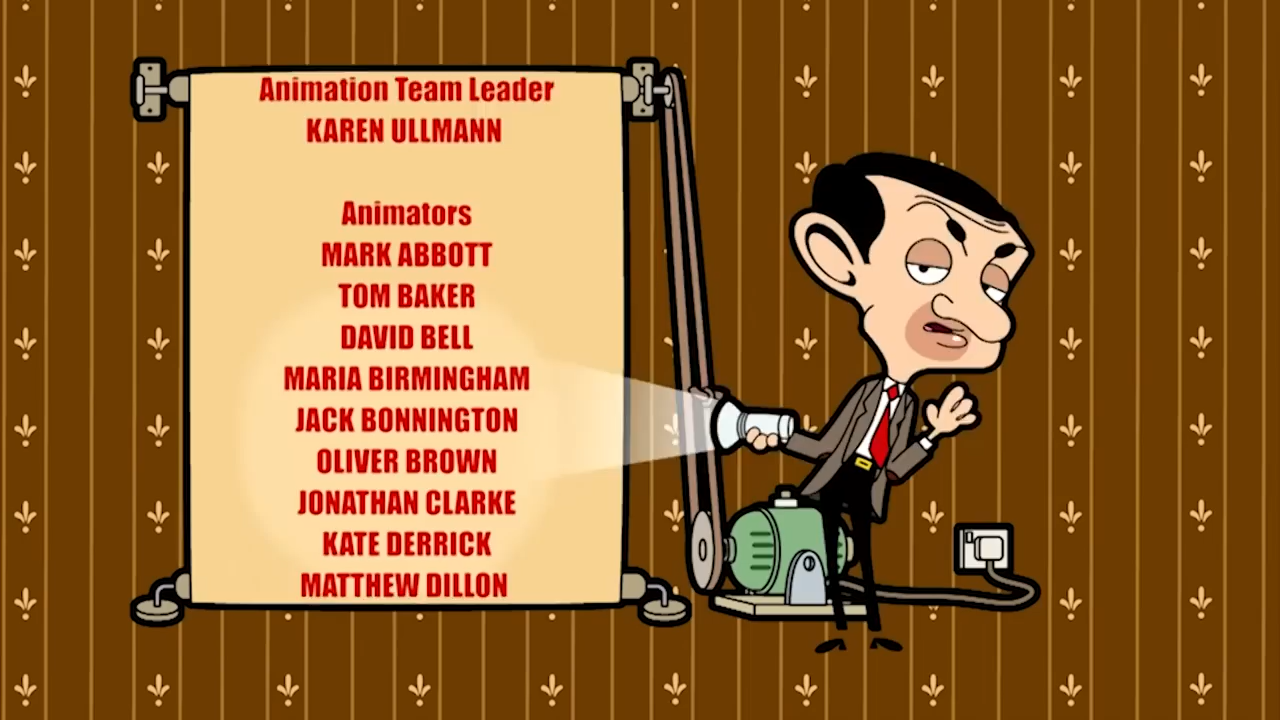 Animation Team Leader
KAREN ULLMANN
Animators
MARK ABBOTT
TOM BAKER
DAVID BELL
MARIA BIRMINGHAM
JACK BONNINGTON
OLIVER BROWN
JONATHAN CLARKE
KATE DERRICK
MATTHEW DILLON